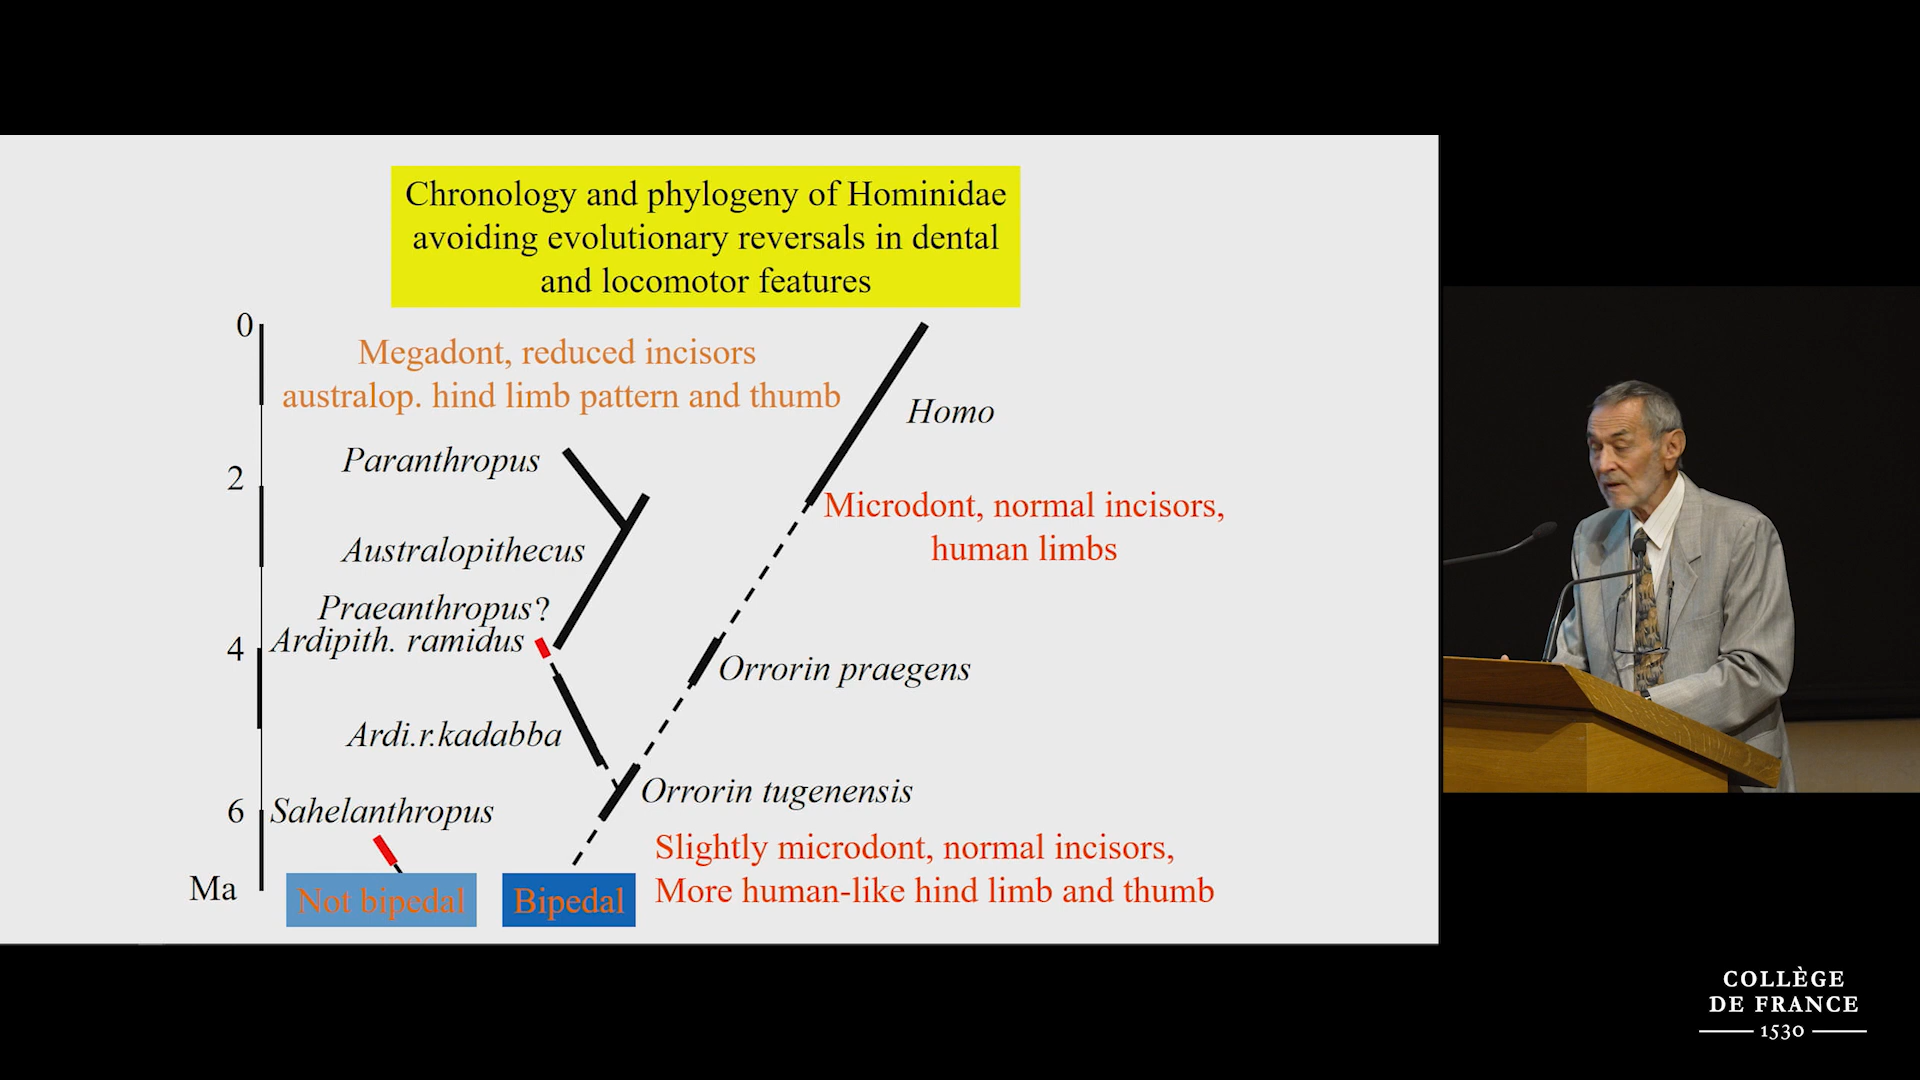 Chronology and phylogeny of Hominidae
avoiding evolutionary reversals in dental
and locomotor features
0
Megadont, reduced incisors
australop. hind limb pattern and thumb
Homo
Paranthropus
2
Microdont, normal incisors,
human limbs
Australopithecus
Praeanthropus?
4
Ardipith. ramidus
Orrorin praegens
Ardi.r.kadabba
Orrorin tugenensis
6
Sahelanthropus
Slightly microdont, normal incisors,
More human-like hind limb and thumb
Ma
Not bipedal
Bipedal
COLLÈGE
DE FRANCE
1530